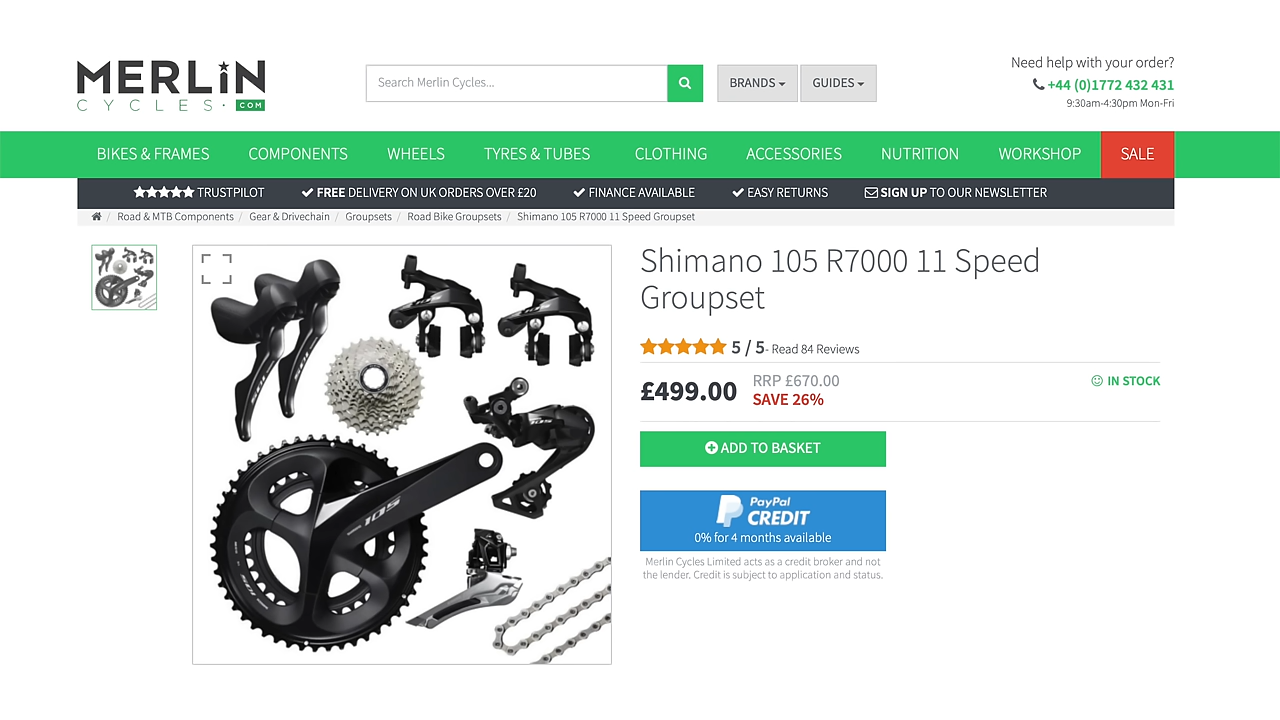 MERLIN
CYCLES.COM
Search Merlin Cycles...
BRANDS
GUIDES
Need help with your order?
+44 (0)1772 432 431
9:30am-4:30pm Mon-Fri
BIKES & FRAMES
COMPONENTS
WHEELS
TYRES & TUBES
CLOTHING
ACCESSORIES
NUTRITION
WORKSHOP
SALE
TRUSTPILOT
FREE DELIVERY ON UK ORDERS OVER £20
FINANCE AVAILABLE
EASY RETURNS
SIGN UP TO OUR NEWSLETTER
/ Road & MTB Components / Gear & Drivechain / Groupsets / Road Bike Groupsets / Shimano 105 R7000 11 Speed Groupset
Shimano 105 R7000 11 Speed
Groupset
5 / 5 - Read 84 Reviews
£499.00
RRP £670.00
SAVE 26%
IN STOCK
ADD TO BASKET
PayPal
CREDIT
0% for 4 months available
Merlin Cycles Limited acts as a credit broker and not
the lender. Credit is subject to application and status.
105
105
105
105
105
105